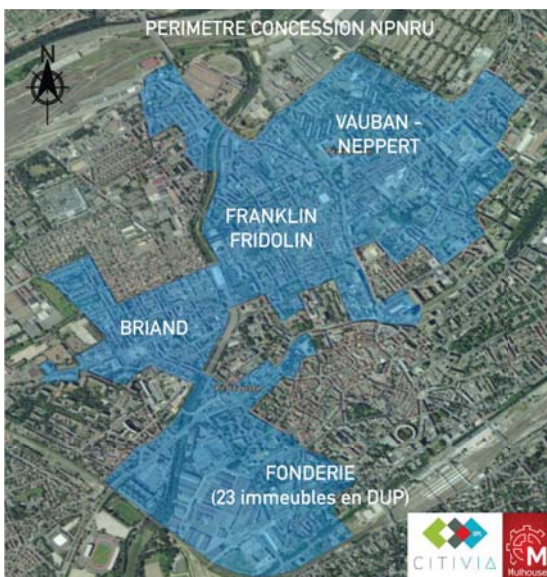 PERIMETRE CONCESSION NPNRU
N
VAUBAN -
NEPPERT
FRANKLIN
FRIDOLIN
BRIAND
FONDERIE
(23 immeubles en DUP)
CITIVIA
M
Mulhouse